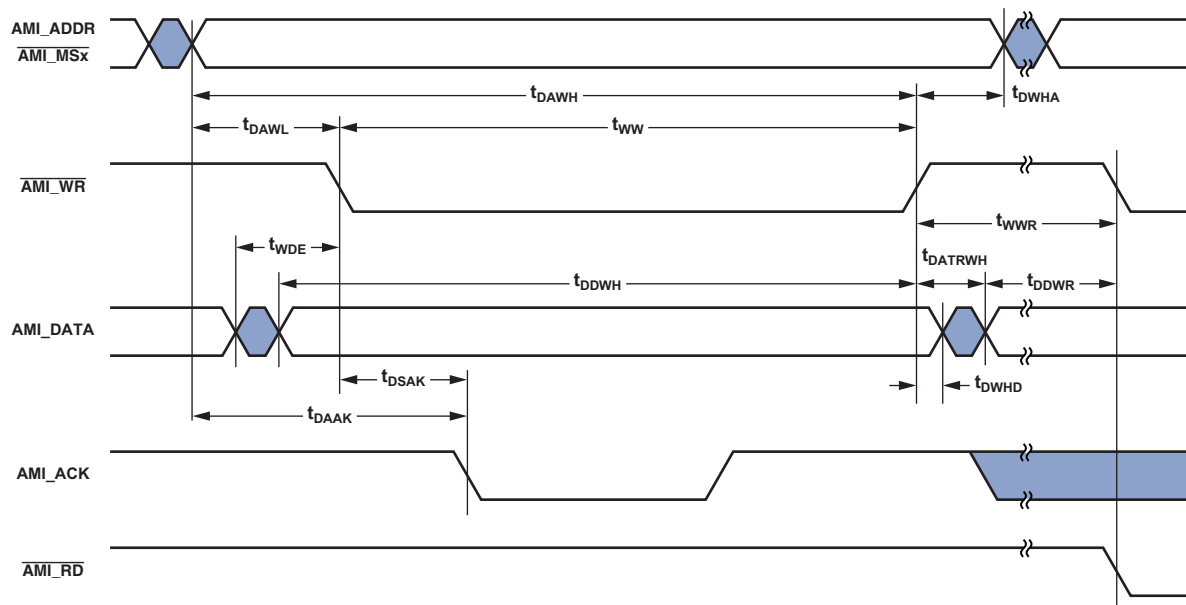 AMI_ADDR
AMI_MSx
tDAWH
tDWHA
tDAWL
tWW
AMI_WR
tWWR
tWDE
tDATRWH
tDDWH
tDDWR
AMI_DATA
tDSAK
tDWHD
tDAAK
AMI_ACK
AMI_RD